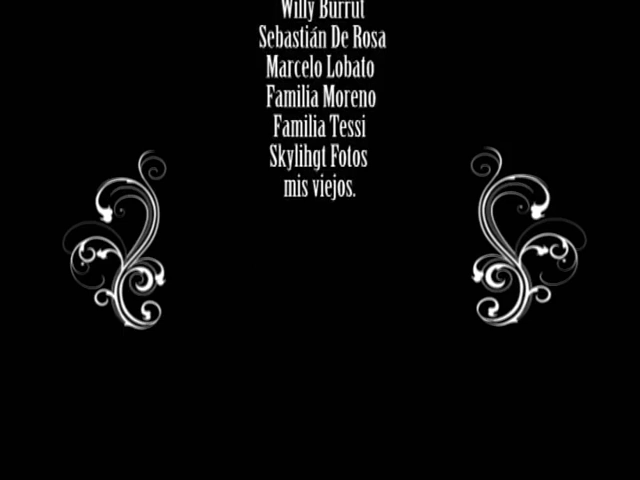 Willy Burrut
Sebastián De Rosa
Marcelo Lobato
Familia Moreno
Familia Tessi
Skylihgt Fotos
mis viejos.